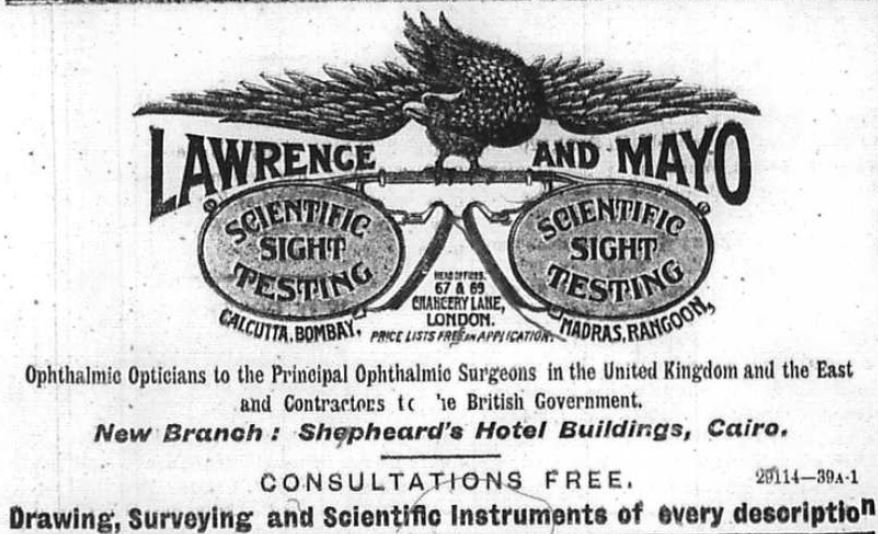 LAWRENCE AND MAYO
SCIENTIFIC
SIGHT
TESTING
SCIENTIFIC
SIGHT
TESTING
HEAD OFFICES.
67 & 69
CHANCERY LANE,
LONDON.
CALCUTTA, BOMBAY,
PRICE LISTS FREE ON APPLICATION.
MADRAS, RANGOON,
Ophthalmic Opticians to the Principal Ophthalmic Surgeons in the United Kingdom and the East
and Contractors British Government.
New Branch : Shepheard's Hotel Buildings, Cairo.
CONSULTATIONS FREE.
29114—39A-1
Drawing, Surveying and Scientific Instruments of every description